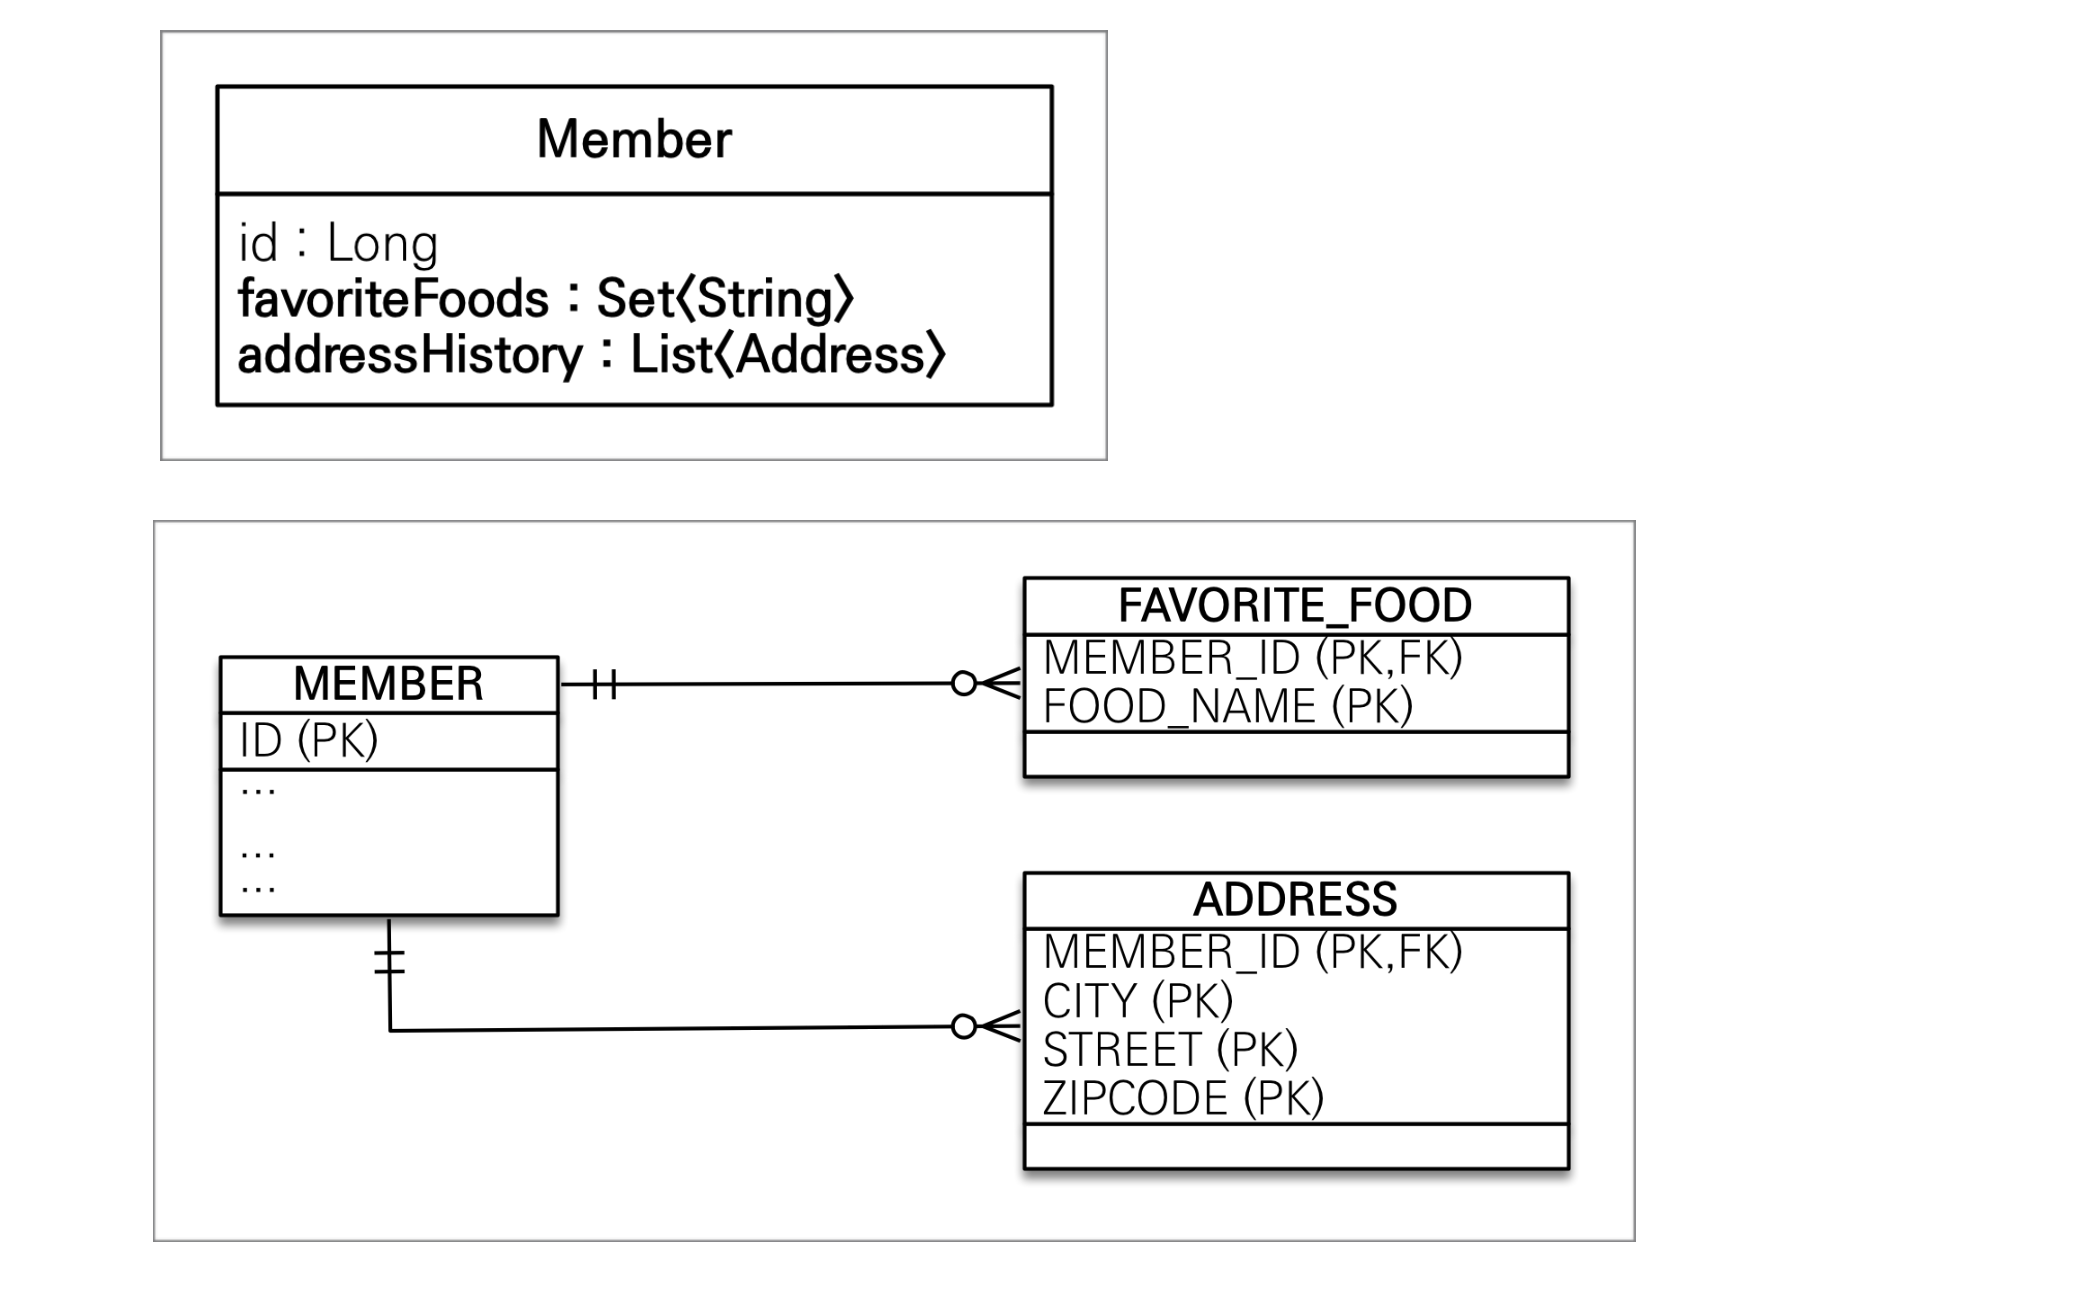 Member
id : Long
favoriteFoods : Set〈String〉
addressHistory : List〈Address〉
MEMBER
ID (PK)
...
...
...
FAVORITE_FOOD
MEMBER_ID (PK,FK)
FOOD_NAME (PK)
ADDRESS
MEMBER_ID (PK,FK)
CITY (PK)
STREET (PK)
ZIPCODE (PK)